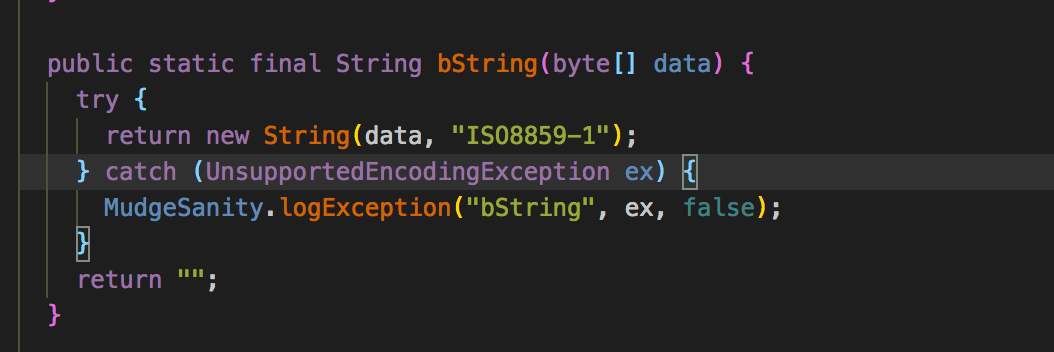 }
public static final String bString(byte[] data) {
try {
return new String(data, "ISO8859-1");
} catch (UnsupportedEncodingException ex) {
MudgeSanity.logException("bString", ex, false);
}
return "";
}